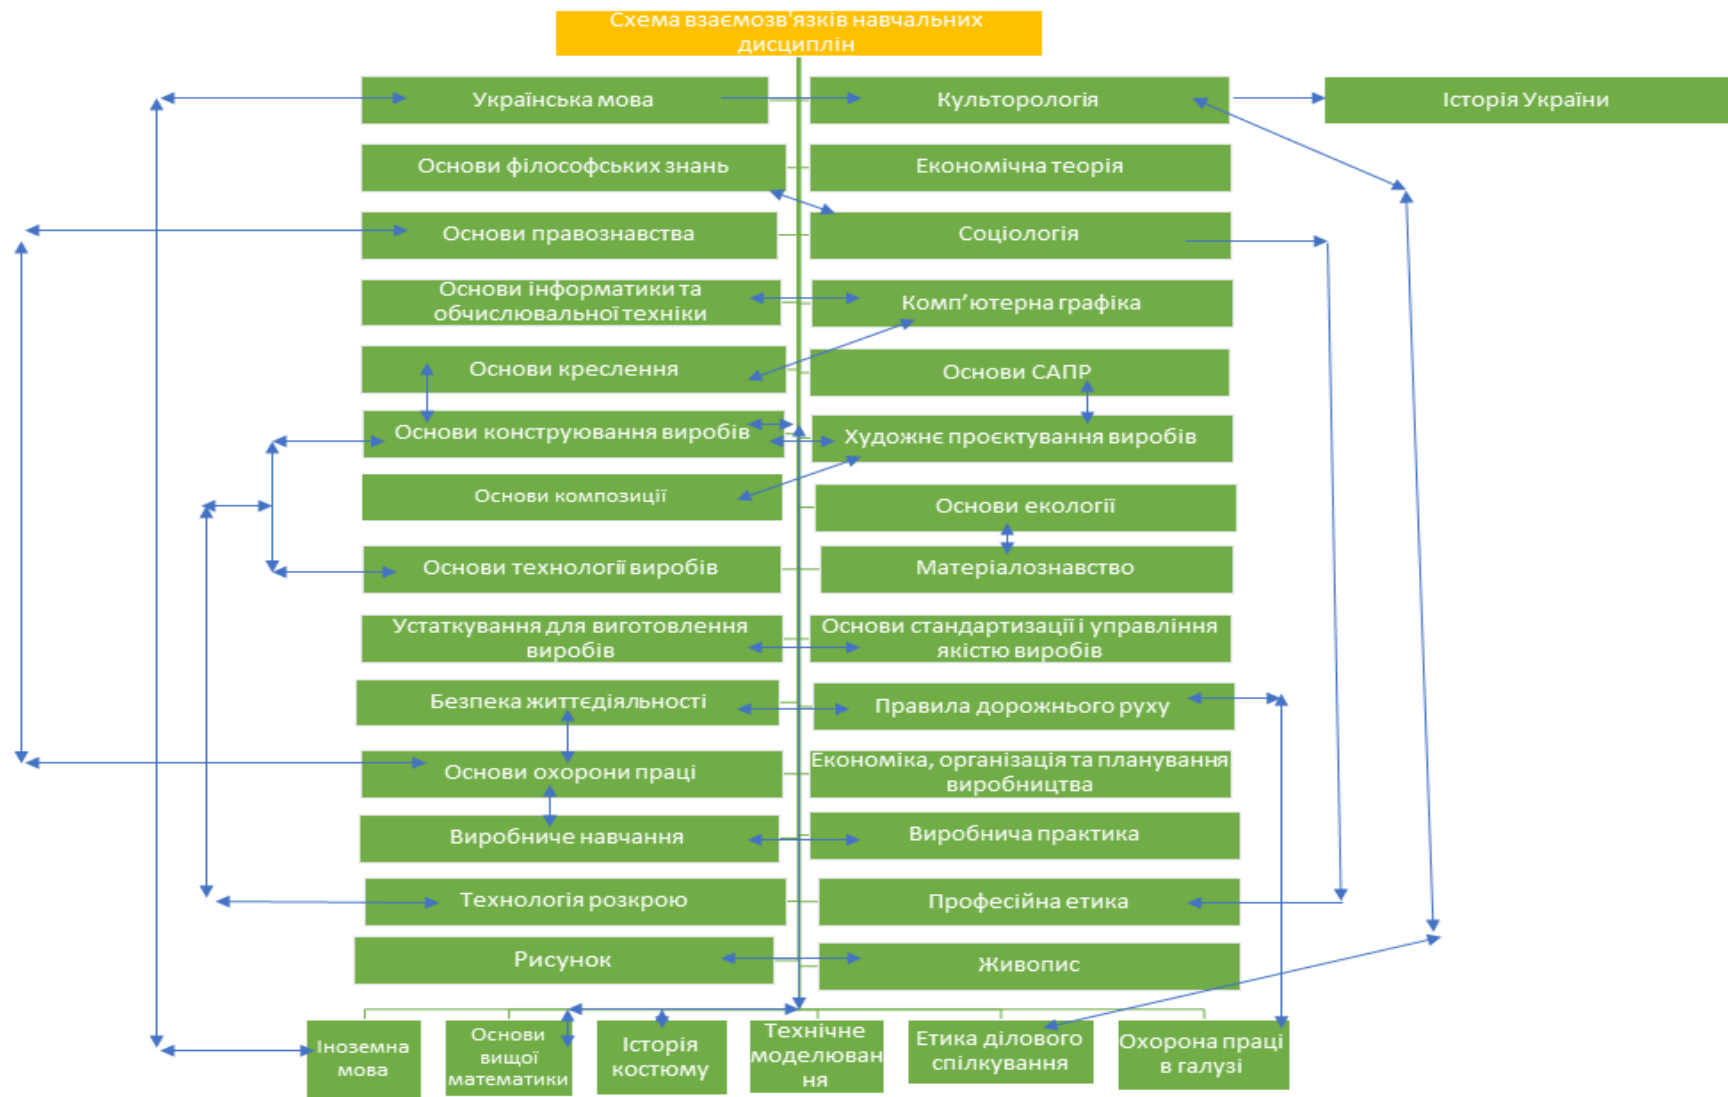 Схема взаємозв'язків навчальних
дисциплін
Українська мова
Культорологія
Історія України
Основи філософських знань
Економічна теорія
Основи правознавства
Соціологія
Основи інформатики та
обчислювальної техніки
Комп’ютерна графіка
Основи креслення
Основи САПР
Основи конструювання виробів
Художнє проєктування виробів
Основи композиції
Основи екології
Основи технології виробів
Матеріалознавство
Устаткування для виготовлення
виробів
Основи стандартизації і управління
якістю виробів
Безпека життєдіяльності
Правила дорожнього руху
Основи охорони праці
Економіка, організація та планування
виробництва
Виробниче навчання
Виробнича практика
Технологія розкрою
Професійна етика
Рисунок
Живопис
Іноземна
мова
Основи
вищої
математики
Історія
костюму
Технічне
моделюван
ня
Етика ділового
спілкування
Охорона праці
в галузі